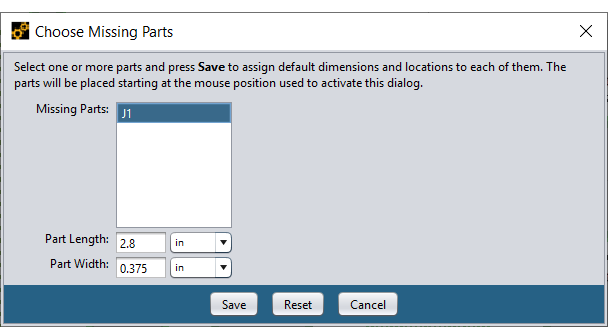 Choose Missing Parts
Select one or more parts and press Save to assign default dimensions and locations to each of them. The
parts will be placed starting at the mouse position used to activate this dialog.
Missing Parts:
J1
Part Length:
2.8
in
Part Width:
0.375
in
Save
Reset
Cancel